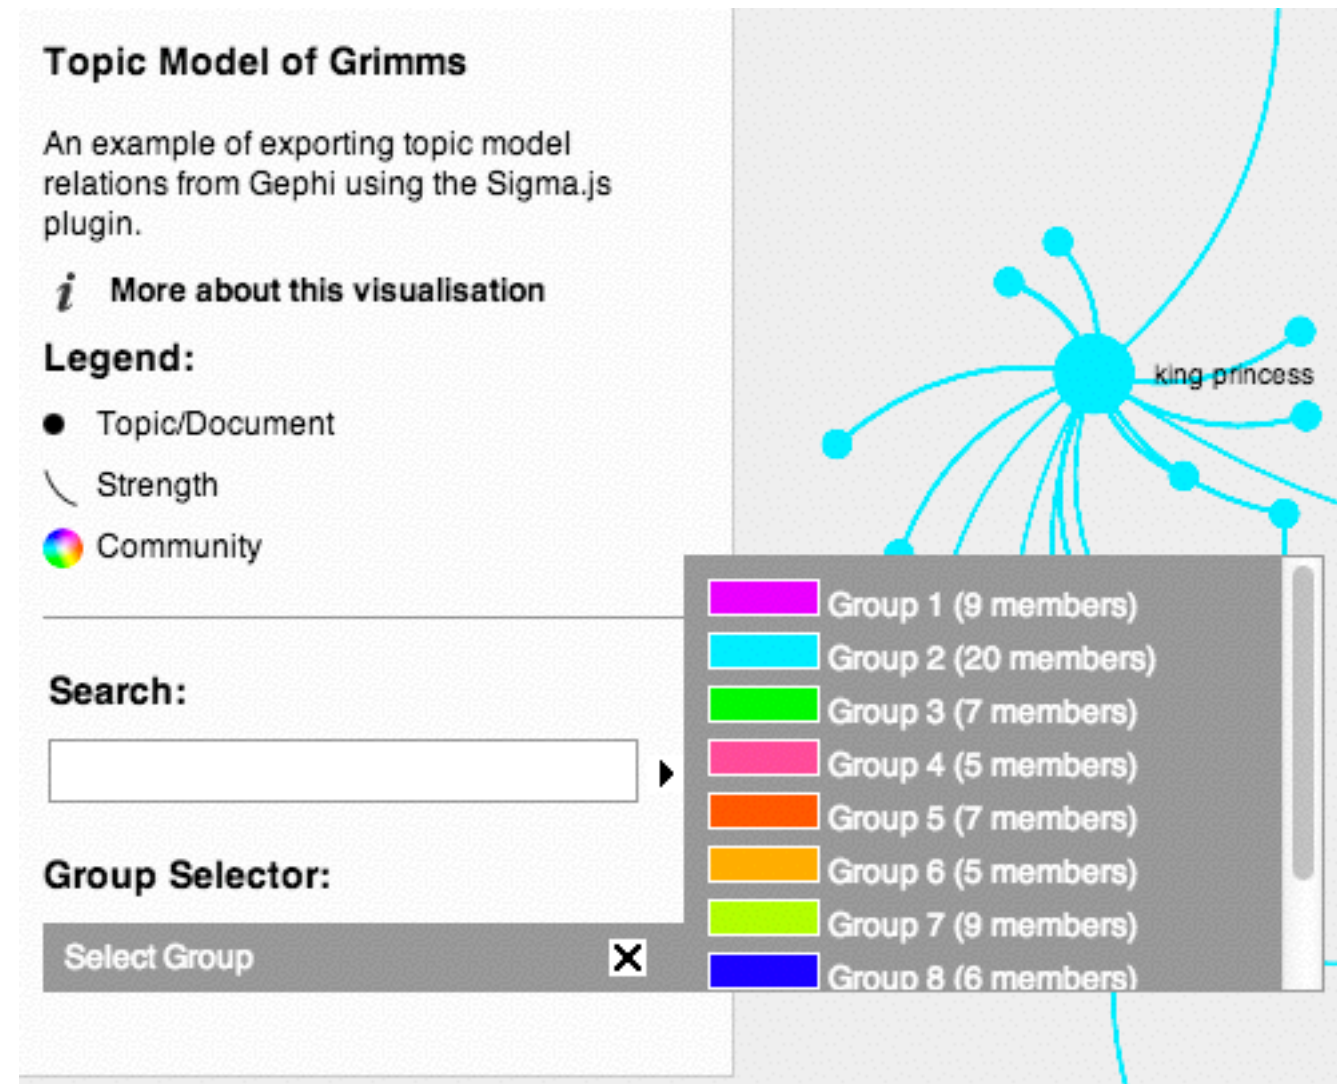 Topic Model of Grimms
An example of exporting topic model
relations from Gephi using the Sigma.js
plugin.
i More about this visualisation
Legend:
Topic/Document
Strength
Community
Search:
Group Selector:
Select Group
king princess
Group 1 (9 members)
Group 2 (20 members)
Group 3 (7 members)
Group 4 (5 members)
Group 5 (7 members)
Group 6 (5 members)
Group 7 (9 members)
Group 8 (6 members)